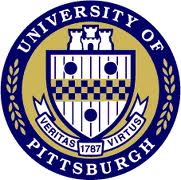 UNIVERSITY OF
PITTSBURGH
VERITAS 1787 VIRTUS